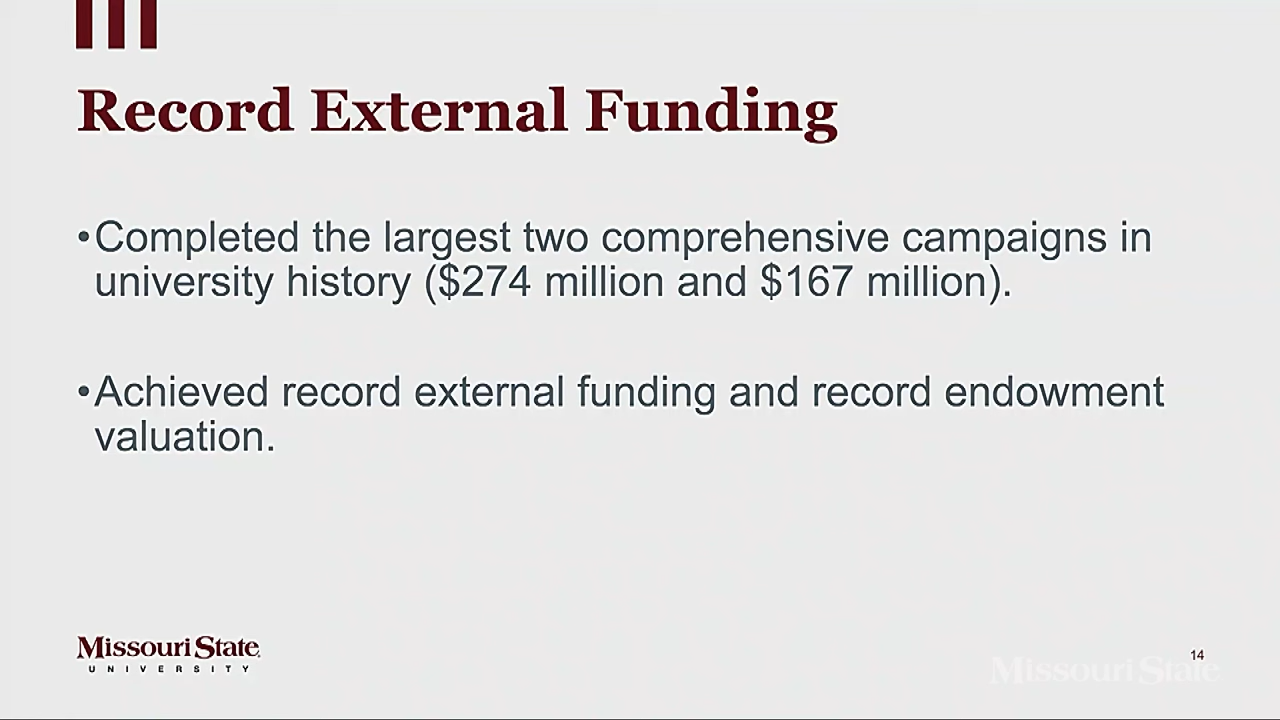 Record External Funding
•Completed the largest two comprehensive campaigns in
university history ($274 million and $167 million).
•Achieved record external funding and record endowment
valuation.
Missouri State
UNIVERSITY
14
Missouri State